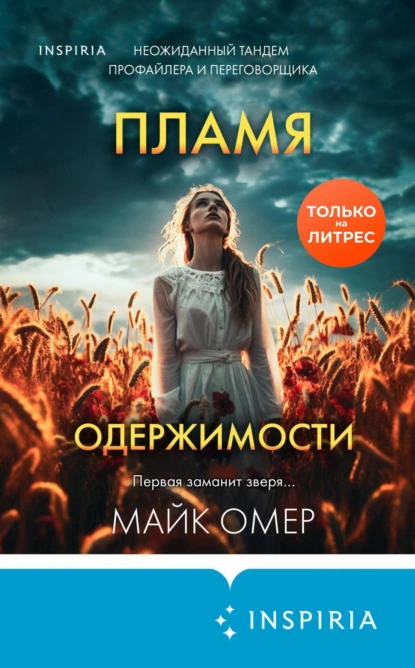 INSPIRIA
НЕОЖИДАННЫЙ ТАНДЕМ
ПРОФАЙЛЕРА И ПЕРЕГОВОРЩИКА
ПЛАМЯ
ТОЛЬКО
на
ЛИТРЕС
ОДЕРЖИМОСТИ
Первая заманит зверя...
МАЙК ОМЕР
INSPIRIA